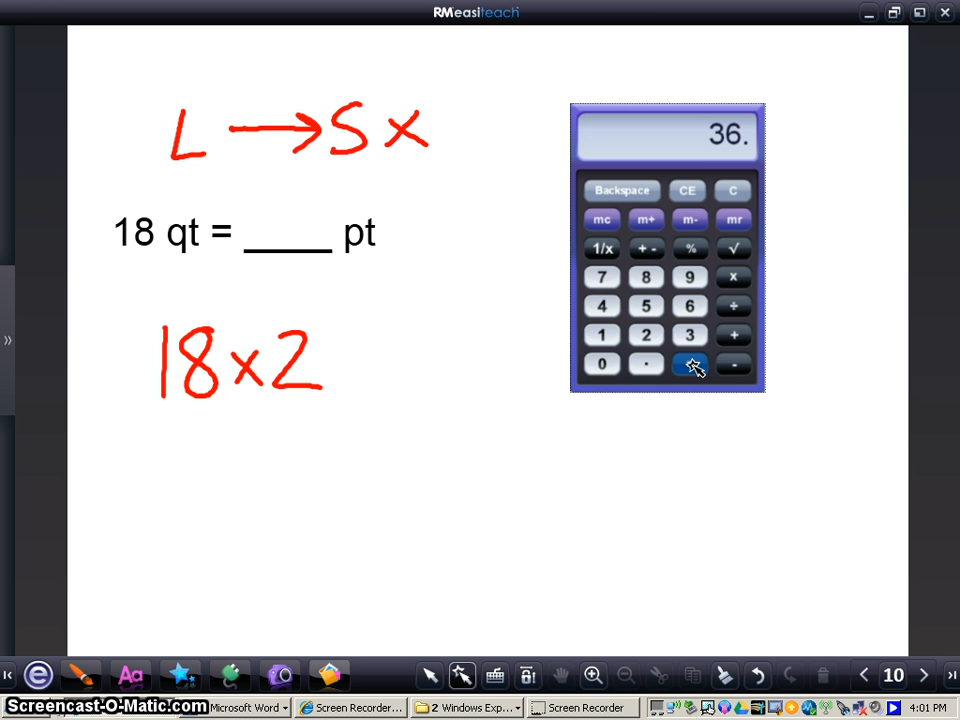 RMeasiteach
L → S X
36.
18 qt = ____ pt
18 x 2
Backspace CE C
mc m+ m- mr
1/x + - % √
7 8 9 x
4 5 6 ÷
1 2 3 +
0 . -
Aa
10
Screencast-O-Matic.com
Microsoft Word
Screen Recorder...
2 Windows Exp...
Screen Recorder
4:01 PM